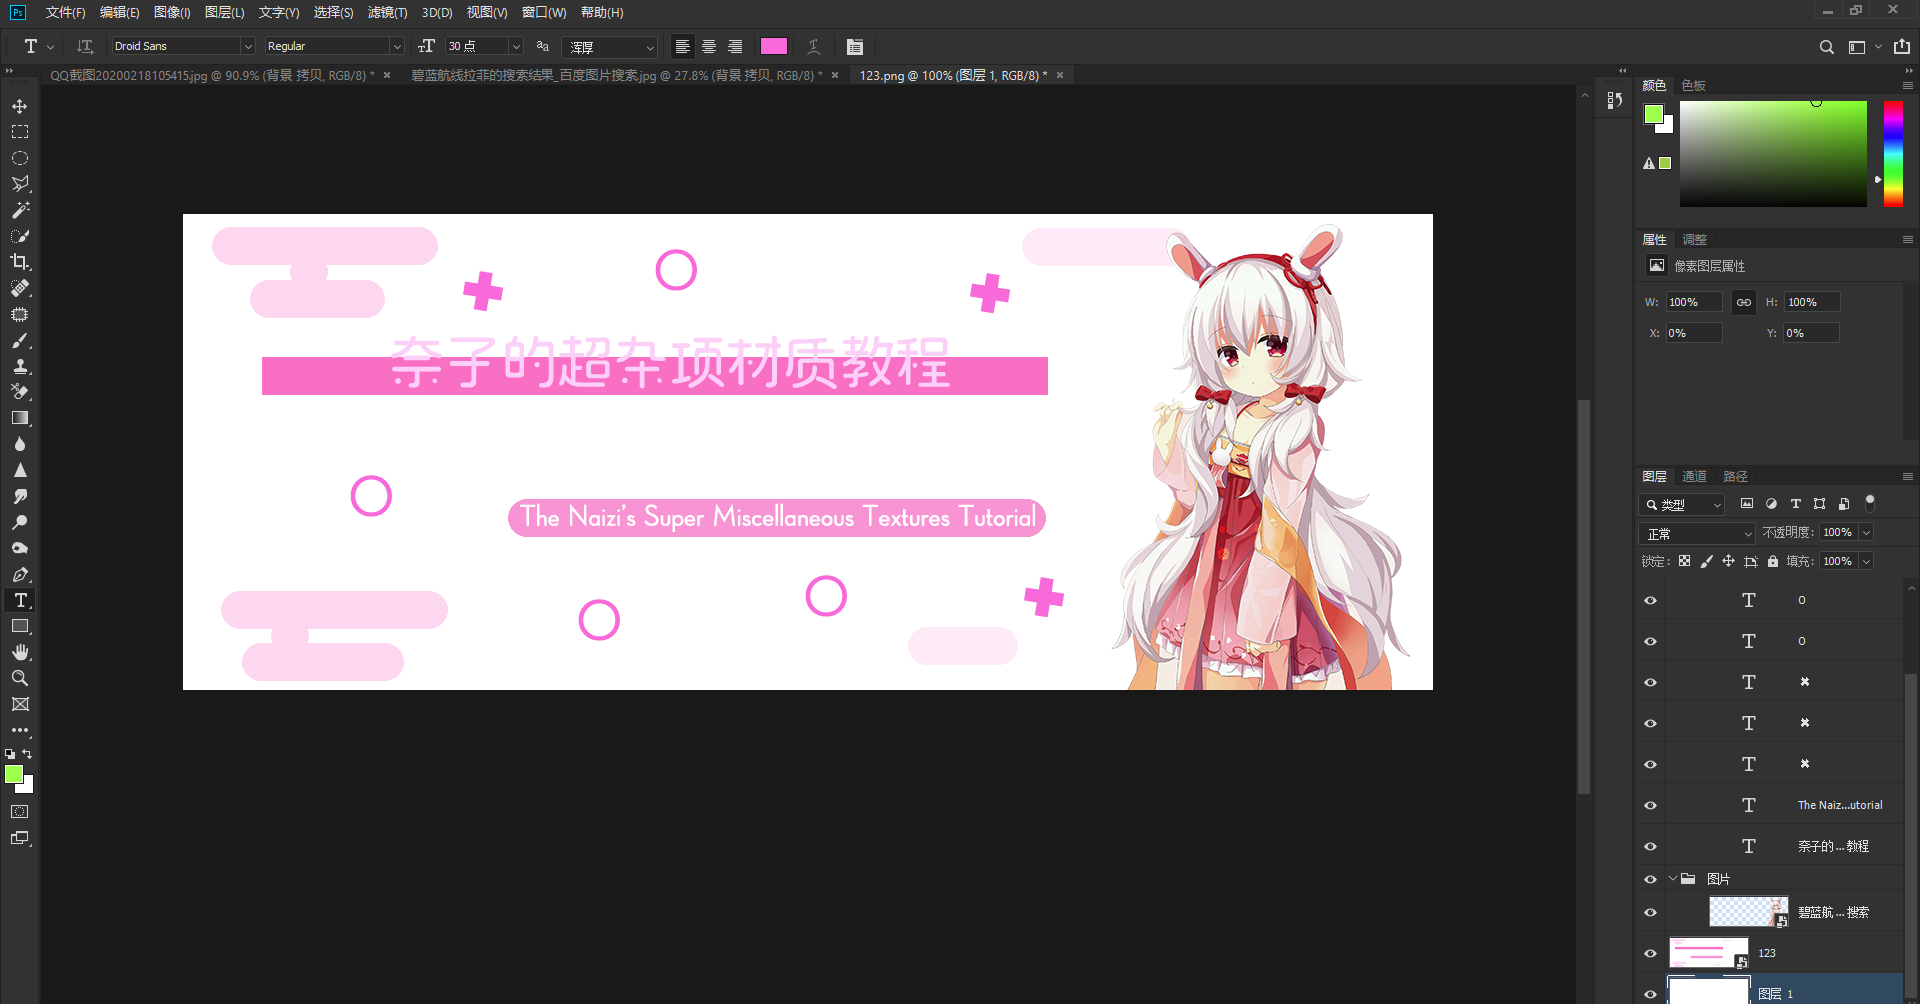 Ps 文件(F) 编辑(E) 图像(I) 图层(L) 文字(Y) 选择(S) 滤镜(T) 3D(D) 视图(V) 窗口(W) 帮助(H)
T Droid Sans Regular 30 点 浑厚
QQ截图20200218105415.jpg @ 90.9% (背景 拷贝, RGB/8) * × 碧蓝航线拉菲的搜索结果_百度图片搜索.jpg @ 27.8% (背景 拷贝, RGB/8) * × 123.png @ 100% (图层 1, RGB/8) * ×
颜色 色板
属性 调整
像素图层属性
W: 100% H: 100%
X: 0% Y: 0%
奈子的超杂项材质教程
The Naizi's Super Miscellaneous Textures Tutorial
图层 通道 路径
类型
正常 不透明度: 100%
锁定: 填充: 100%
T O
T O
T ✖
T ✖
T ✖
T The Naiz...utorial
T 奈子的 ... 教程
图片
碧蓝航 ... 搜索
123
图层 1